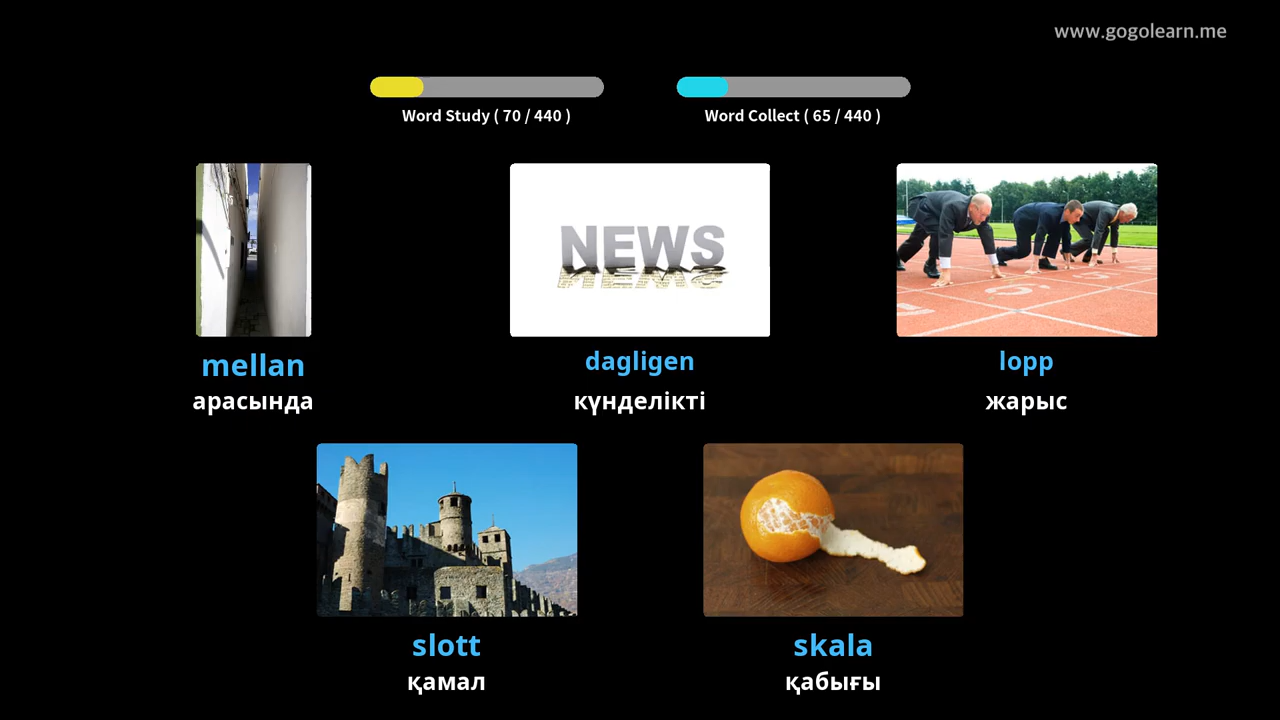 www.gogolearn.me
Word Study ( 70 / 440 )
Word Collect ( 65 / 440 )
NEWS
mellan
арасында
dagligen
күнделікті
lopp
жарыс
slott
қамал
skala
қабығы